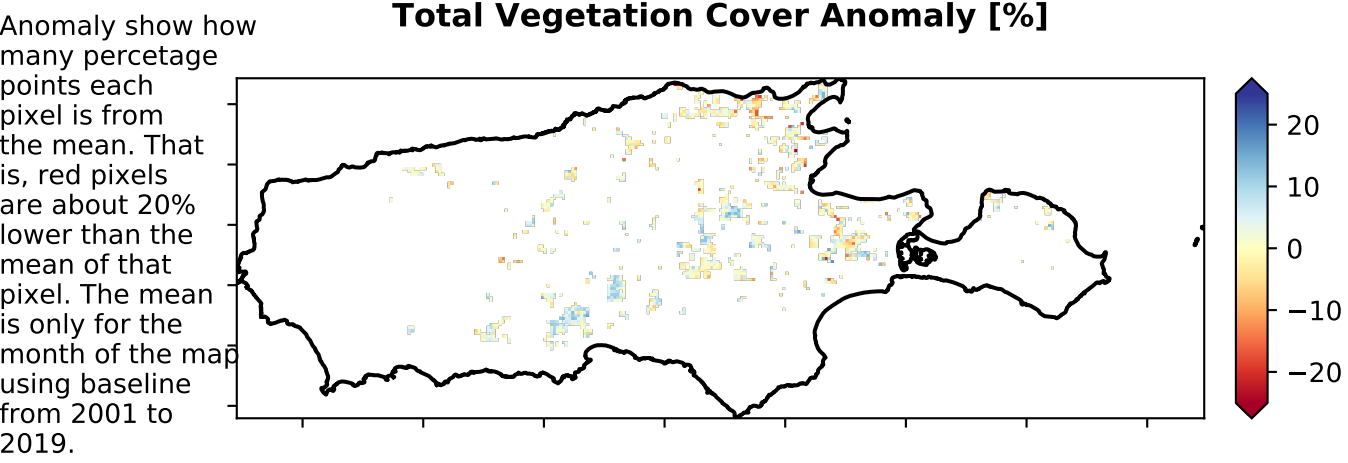 Total Vegetation Cover Anomaly [%]
Anomaly show how
many percetage
points each
pixel is from
the mean. That
is, red pixels
are about 20%
lower than the
mean of that
pixel. The mean
is only for the
month of the map
using baseline
from 2001 to
2019.
20
10
0
−10
−20